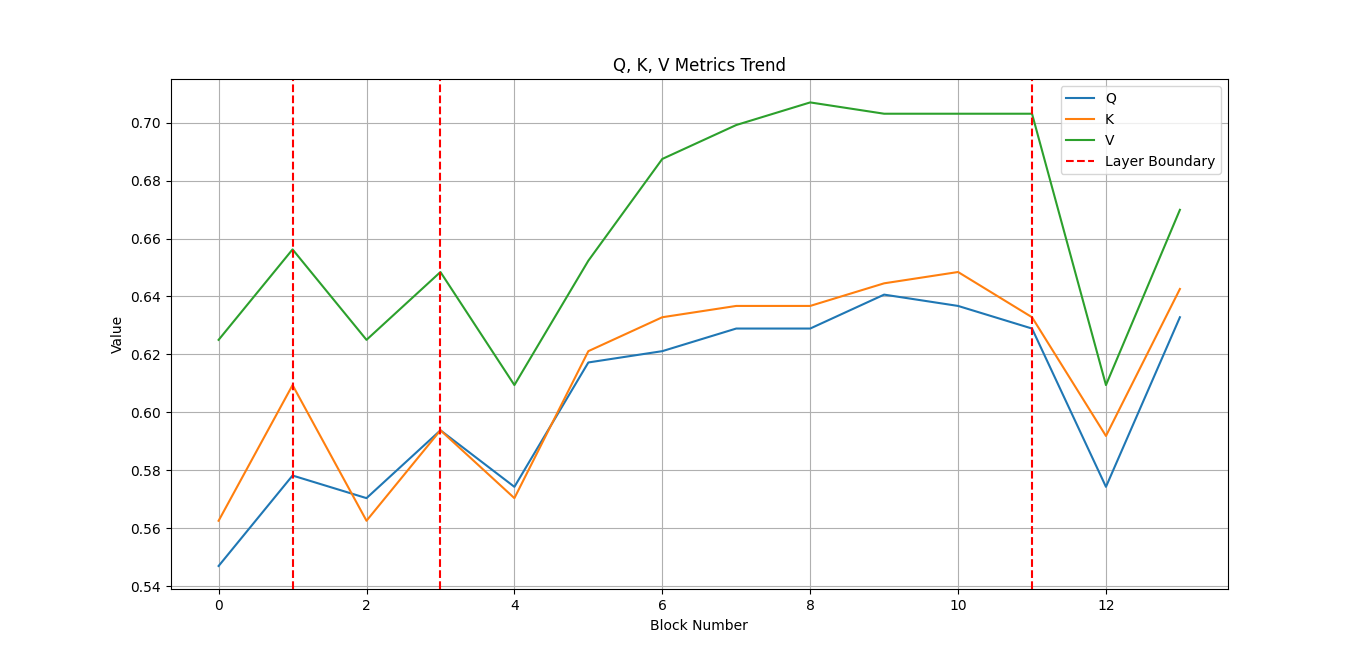 Q, K, V Metrics Trend
Q
K
V
Layer Boundary
Value
0.70
0.68
0.66
0.64
0.62
0.60
0.58
0.56
0.54
0 2 4 6 8 10 12
Block Number